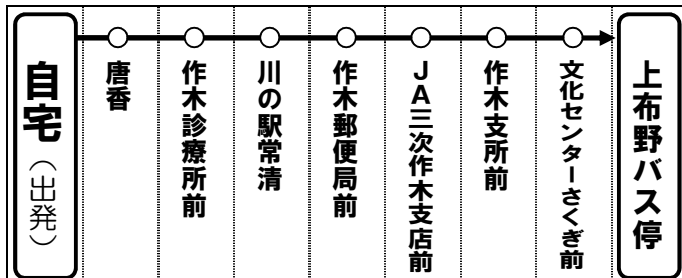 自宅
（出発）
唐香
作木診療所前
川の駅常清
作木郵便局前
JA三次作木支店前
作木支所前
文化センターさくぎ前
上布野バス停